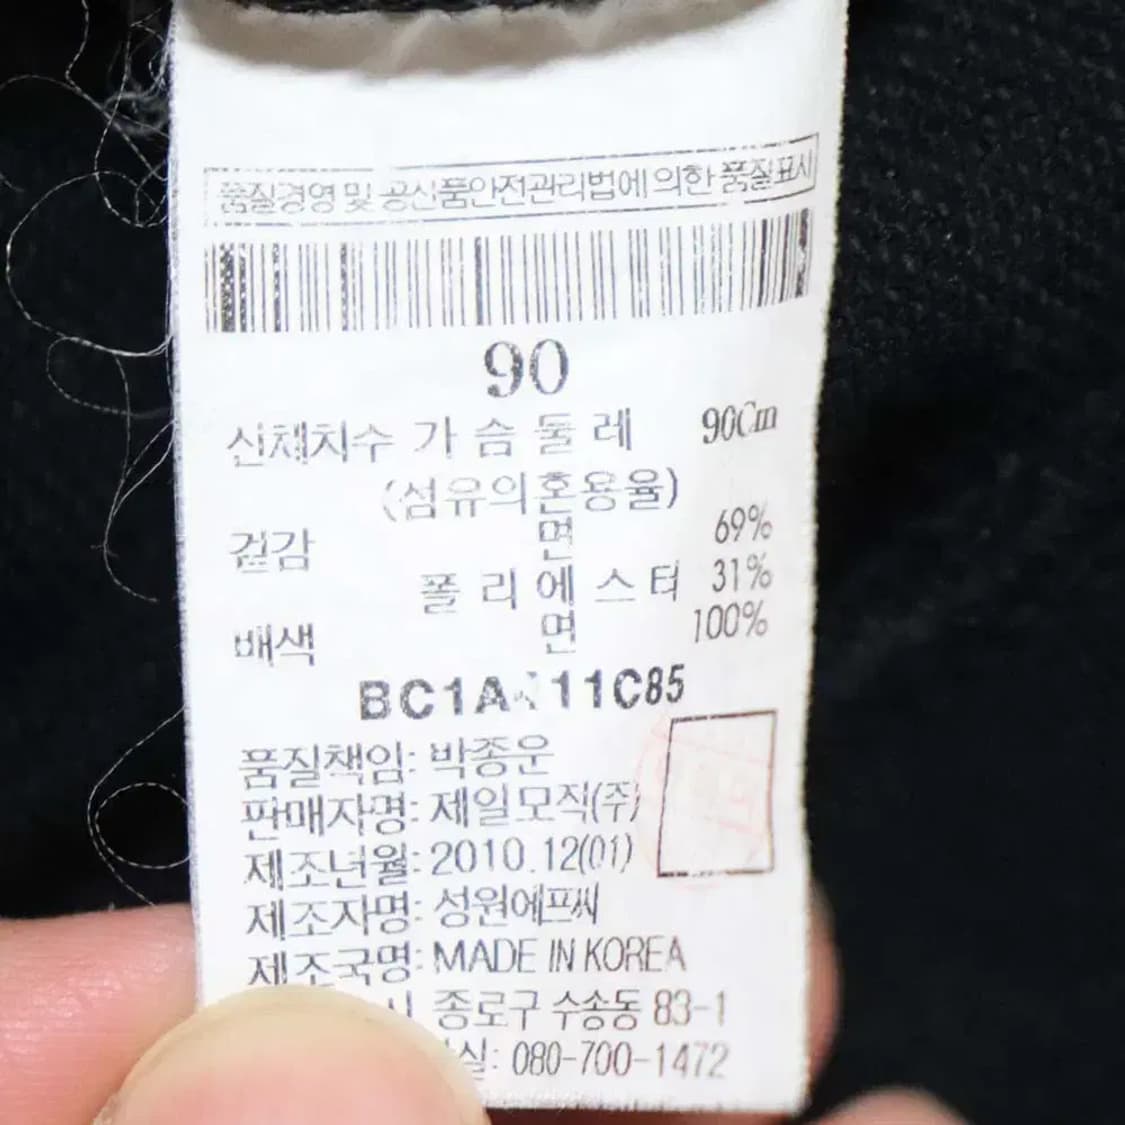 품질경영 및 공산품안전관리법에 의한 품질표시
90
신체치수 가슴둘레 90Cm
(섬유의혼용율)
겉감 면 69%
폴리에스터 31%
배색 면 100%
품질책임: 박종운
판매자명: 제일모직(주)
제조년월: 2010.12(01)
제조자명: 성원에프씨
제조국명: MADE IN KOREA
종로구 수송동 83-1
080-700-1472